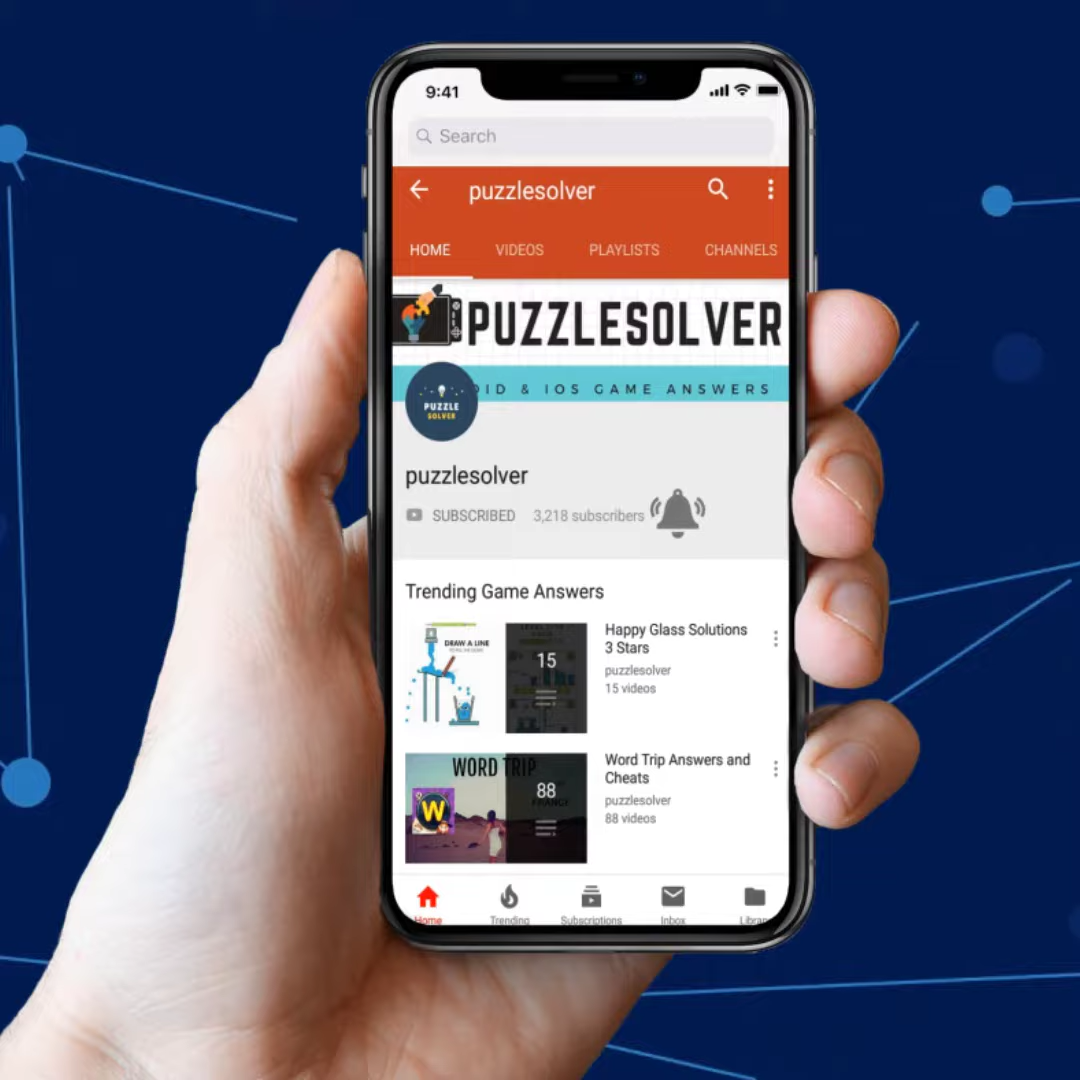 9:41
Search
puzzlesolver
HOME VIDEOS PLAYLISTS CHANNELS
PUZZLESOLVER
OID & IOS GAME ANSWERS
PUZZLE
SOLVER
puzzlesolver
SUBSCRIBED 3,218 subscribers
Trending Game Answers
DRAW A LINE
15
Happy Glass Solutions
3 Stars
puzzlesolver
15 videos
WORD TRIP
W
88
FRANCE
Word Trip Answers and
Cheats
puzzlesolver
88 videos
Home Trending Subscriptions Inbox Librar